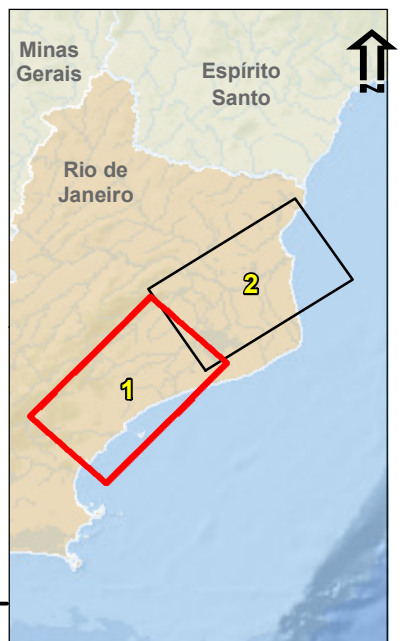 Minas
Gerais
Espírito
Santo
N
Rio de
Janeiro
2
1